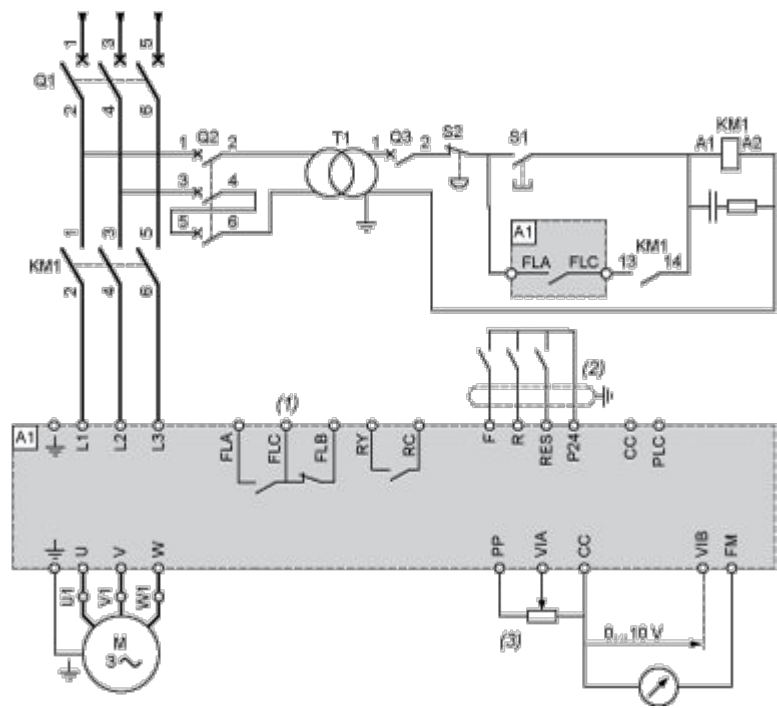 1 3 5
Q1
2 4 6
1 Q2 2 T1 1 Q3 2 S2 S1 A1 KM1 A2
3 4
5 6
A1
FLA FLC 13 KM1 14
1 3 5
KM1
2 4 6
(1) (2)
A1 L1 L2 L3 FLA FLC FLB RY RC F R RES P24 CC PLC
U V W PP VIA CC VIB FM
U1 V1 W1
(3) 0 ... 10 V
M
3